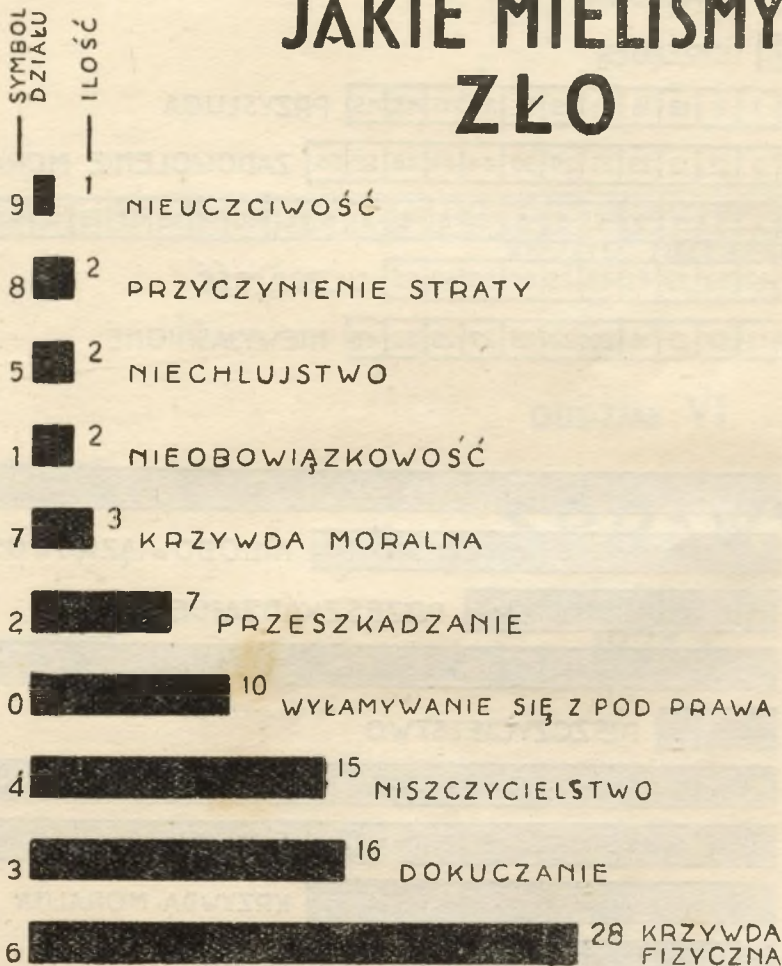 JAKIE MIELISMY
ZŁO
SYMBOL
DZIAŁU
ILOŚĆ
9 1 NIEUCZCIWOŚĆ
8 2 PRZYCZYNIENIE STRATY
5 2 NIECHLUJSTWO
1 2 NIEOBOWIĄZKOWOŚĆ
7 3 KRZYWDA MORALNA
2 7 PRZESZKADZANIE
0 10 WYŁAMYWANIE SIĘ Z POD PRAWA
4 15 NISZCZYCIELSTWO
3 16 DOKUCZANIE
6 28 KRZYWDA
FIZYCZNA